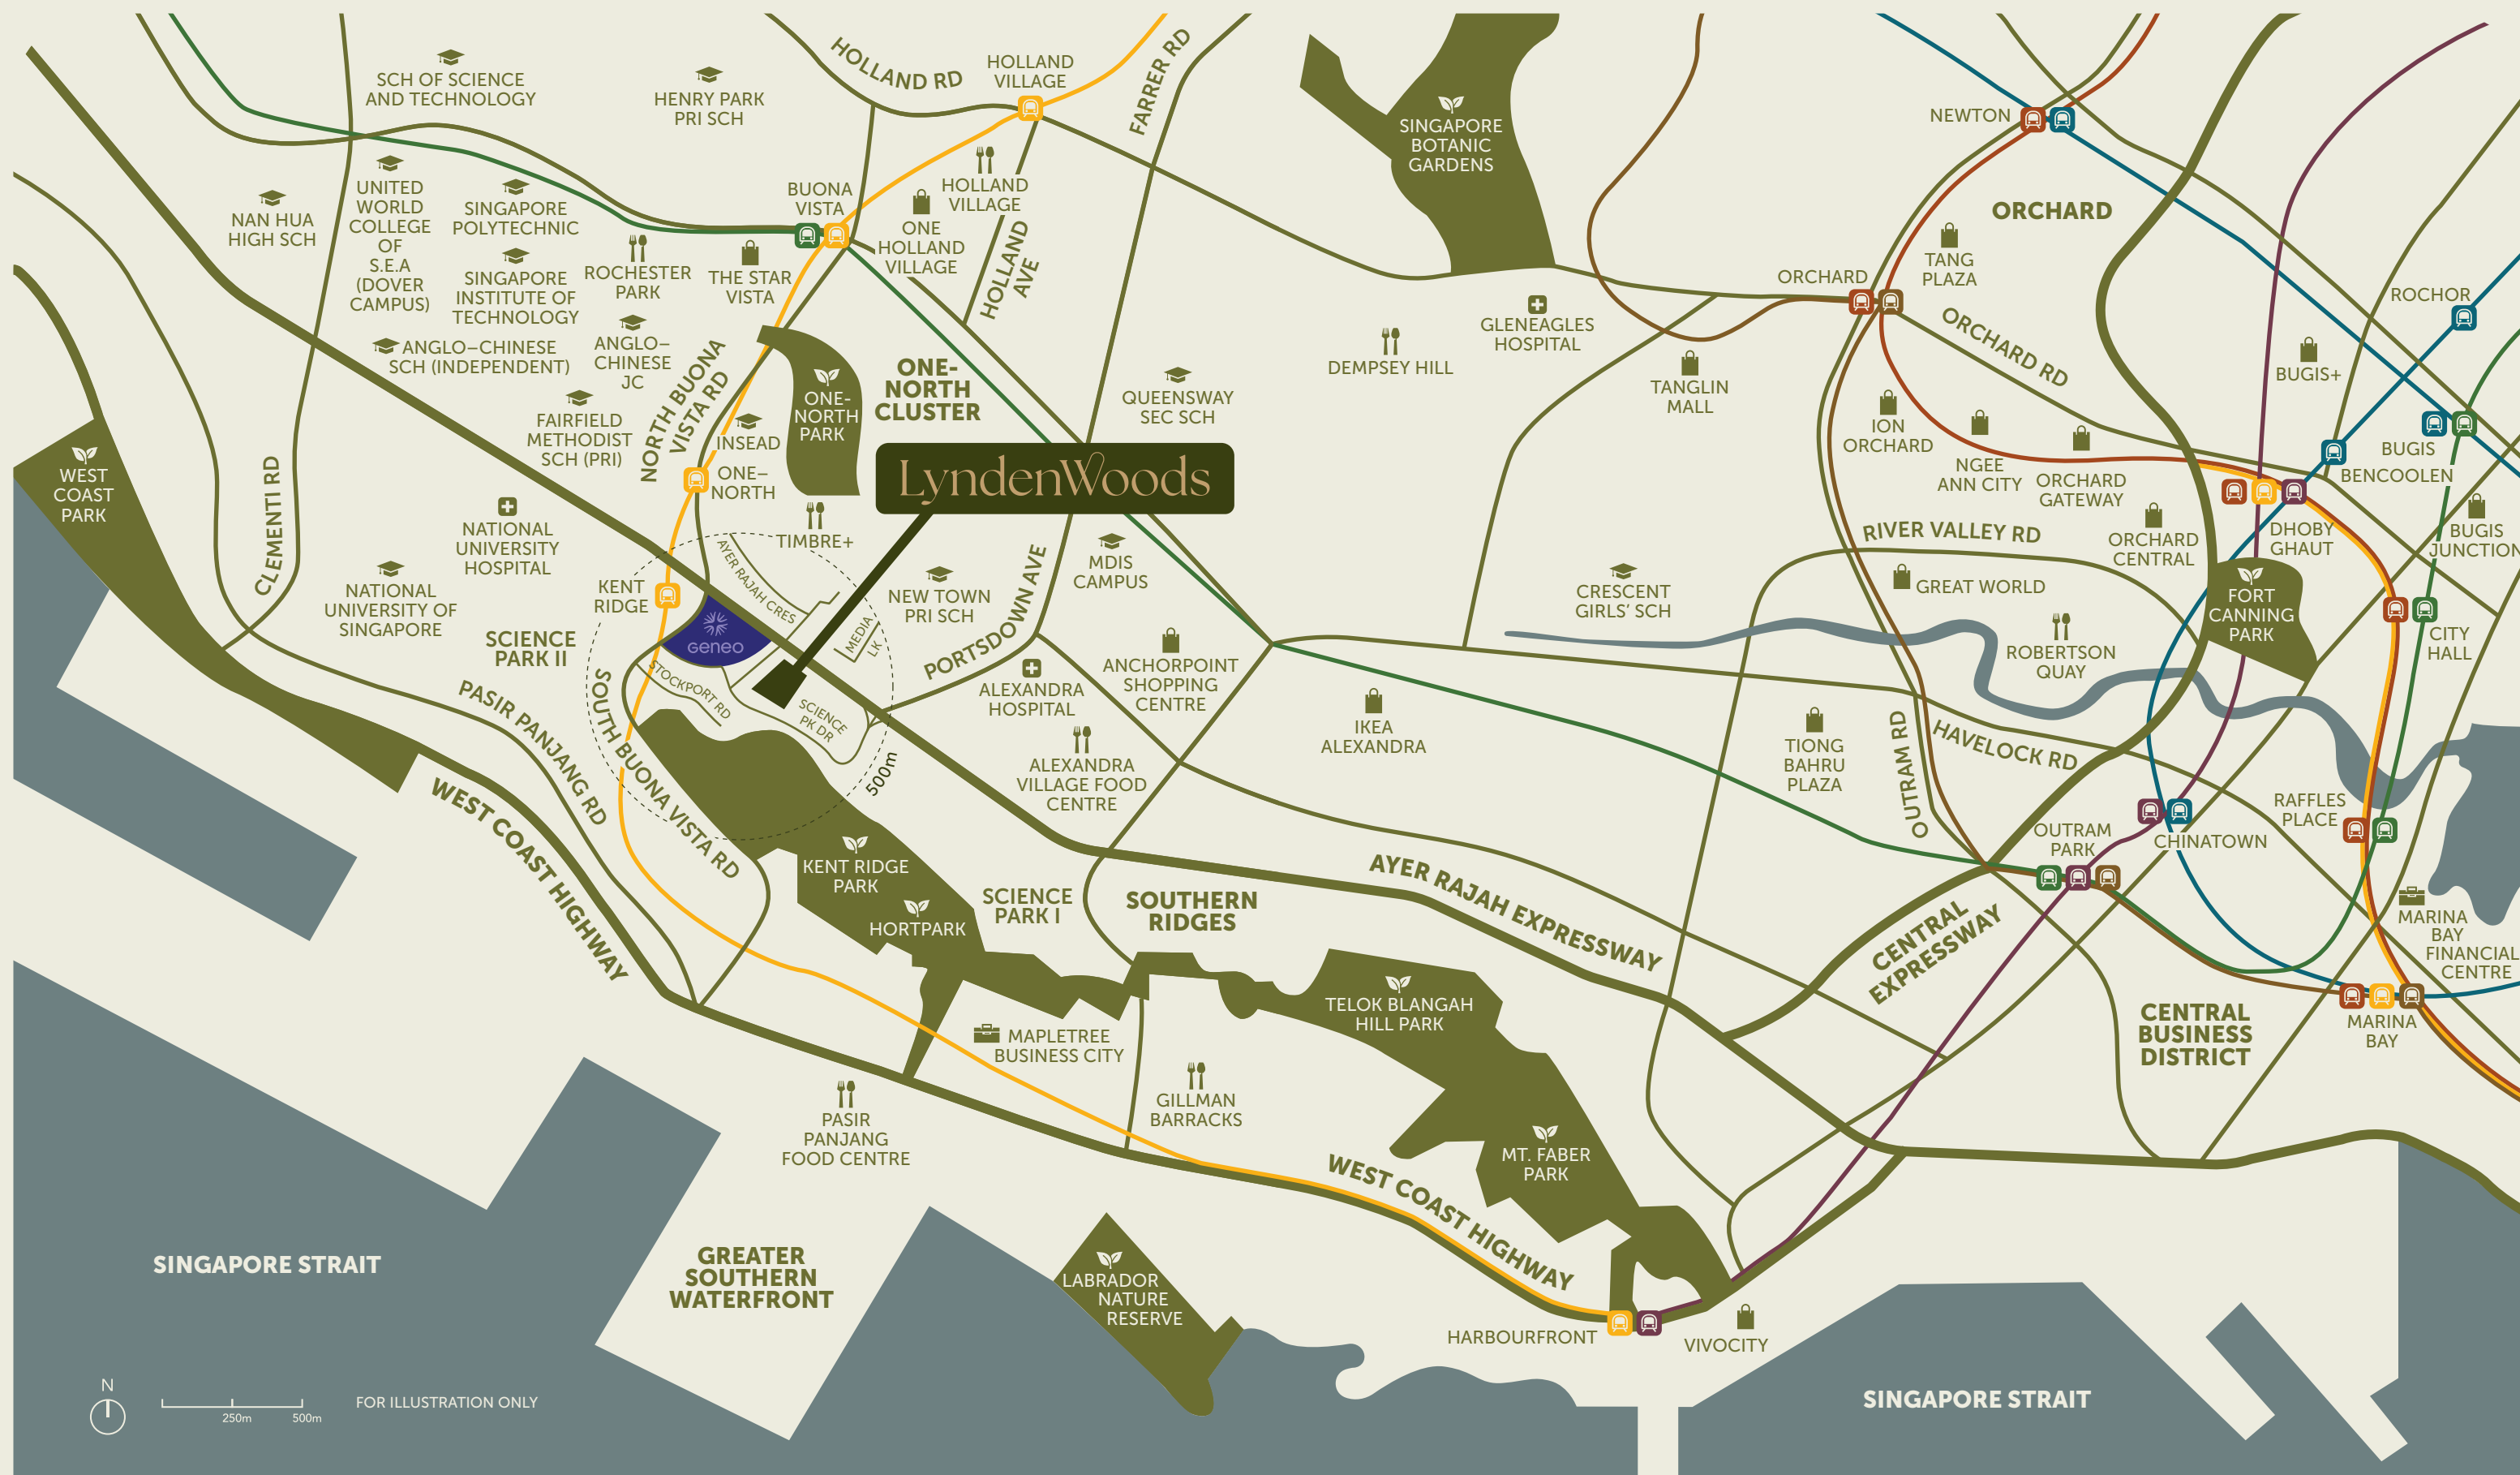 HOLLAND RD
HOLLAND
VILLAGE
FARRER RD
SCH OF SCIENCE
AND TECHNOLOGY
HENRY PARK
PRI SCH
SINGAPORE
BOTANIC
GARDENS
NEWTON
ORCHARD
NAN HUA
HIGH SCH
UNITED
WORLD
COLLEGE
OF
S.E.A
(DOVER
CAMPUS)
SINGAPORE
POLYTECHNIC
SINGAPORE
INSTITUTE OF
TECHNOLOGY
ROCHESTER
PARK
THE STAR
VISTA
BUONA
VISTA
HOLLAND
VILLAGE
ONE
HOLLAND
VILLAGE
HOLLAND
AVE
ANGLO–CHINESE
SCH (INDEPENDENT)
ANGLO–
CHINESE
JC
FAIRFIELD
METHODIST
SCH (PRI)
NORTH BUONA
VISTA RD
INSEAD
ONE-
NORTH
PARK
ONE-
NORTH
CLUSTER
ONE–
NORTH
QUEENSWAY
SEC SCH
DEMPSEY HILL
GLENEAGLES
HOSPITAL
TANGLIN
MALL
ORCHARD
TANG
PLAZA
ORCHARD RD
ION
ORCHARD
NGEE
ANN CITY
ORCHARD
GATEWAY
ORCHARD
CENTRAL
ROCHOR
BUGIS+
BUGIS
BENCOOLEN
BUGIS
JUNCTION
DHOBY
GHAUT
LyndenWoods
WEST
COAST
PARK
CLEMENTI RD
NATIONAL
UNIVERSITY
HOSPITAL
NATIONAL
UNIVERSITY OF
SINGAPORE
KENT
RIDGE
SCIENCE
PARK II
TIMBRE+
AYER RAJAH CRES
MEDIA
LK
GENEO
STOCKPORT RD
SCIENCE
PK DR
500m
NEW TOWN
PRI SCH
PORTSDOWN AVE
MDIS
CAMPUS
ALEXANDRA
HOSPITAL
ANCHORPOINT
SHOPPING
CENTRE
ALEXANDRA
VILLAGE FOOD
CENTRE
IKEA
ALEXANDRA
CRESCENT
GIRLS' SCH
RIVER VALLEY RD
GREAT WORLD
ROBERTSON
QUAY
FORT
CANNING
PARK
CITY
HALL
TIONG
BAHRU
PLAZA
OUTRAM RD
HAVELOCK RD
OUTRAM
PARK
CHINATOWN
RAFFLES
PLACE
MARINA
BAY
FINANCIAL
CENTRE
MARINA
BAY
CENTRAL
BUSINESS
DISTRICT
CENTRAL
EXPRESSWAY
AYER RAJAH EXPRESSWAY
PASIR PANJANG RD
SOUTH BUONA VISTA RD
WEST COAST HIGHWAY
KENT RIDGE
PARK
HORTPARK
SCIENCE
PARK I
SOUTHERN
RIDGES
TELOK BLANGAH
HILL PARK
MAPLETREE
BUSINESS CITY
PASIR
PANJANG
FOOD CENTRE
GILLMAN
BARRACKS
MT. FABER
PARK
WEST COAST HIGHWAY
LABRADOR
NATURE
RESERVE
HARBOURFRONT
VIVOCITY
GREATER
SOUTHERN
WATERFRONT
SINGAPORE STRAIT
SINGAPORE STRAIT
N
250m
500m
FOR ILLUSTRATION ONLY